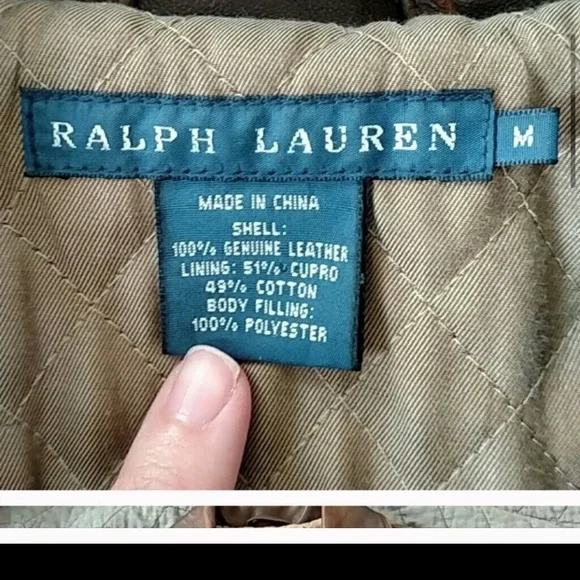 RALPH LAUREN M
MADE IN CHINA
SHELL:
100% GENUINE LEATHER
LINING: 51% CUPRO
49% COTTON
BODY FILLING:
100% POLYESTER